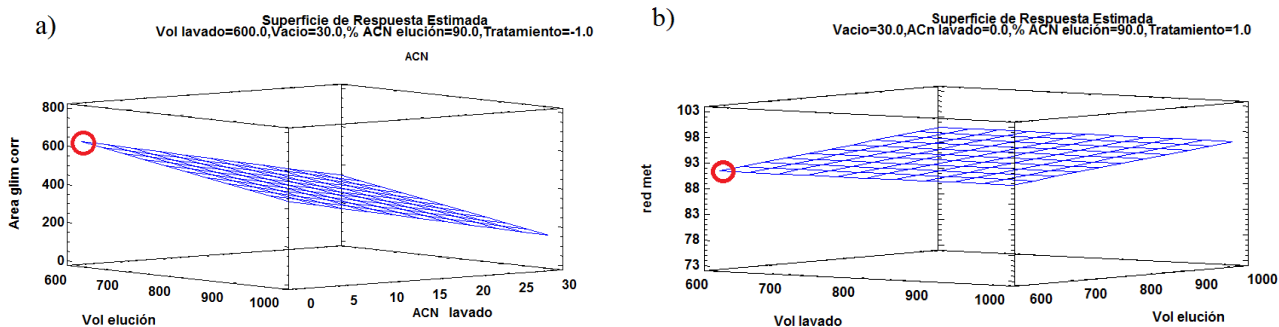 a)
Superficie de Respuesta Estimada
Vol lavado=600.0,Vacio=30.0,% ACN elución=90.0,Tratamiento=-1.0
ACN
Area glim corr
800
600
400
200
0
600
700
800
900
1000
0
5
10
15
20
25
30
Vol elución
ACN lavado
b)
Superficie de Respuesta Estimada
Vacio=30.0,ACn lavado=0.0,% ACN elución=90.0,Tratamiento=1.0
red met
103
98
93
88
83
78
73
600
700
800
900
1000
600
700
800
900
1000
Vol lavado
Vol elución